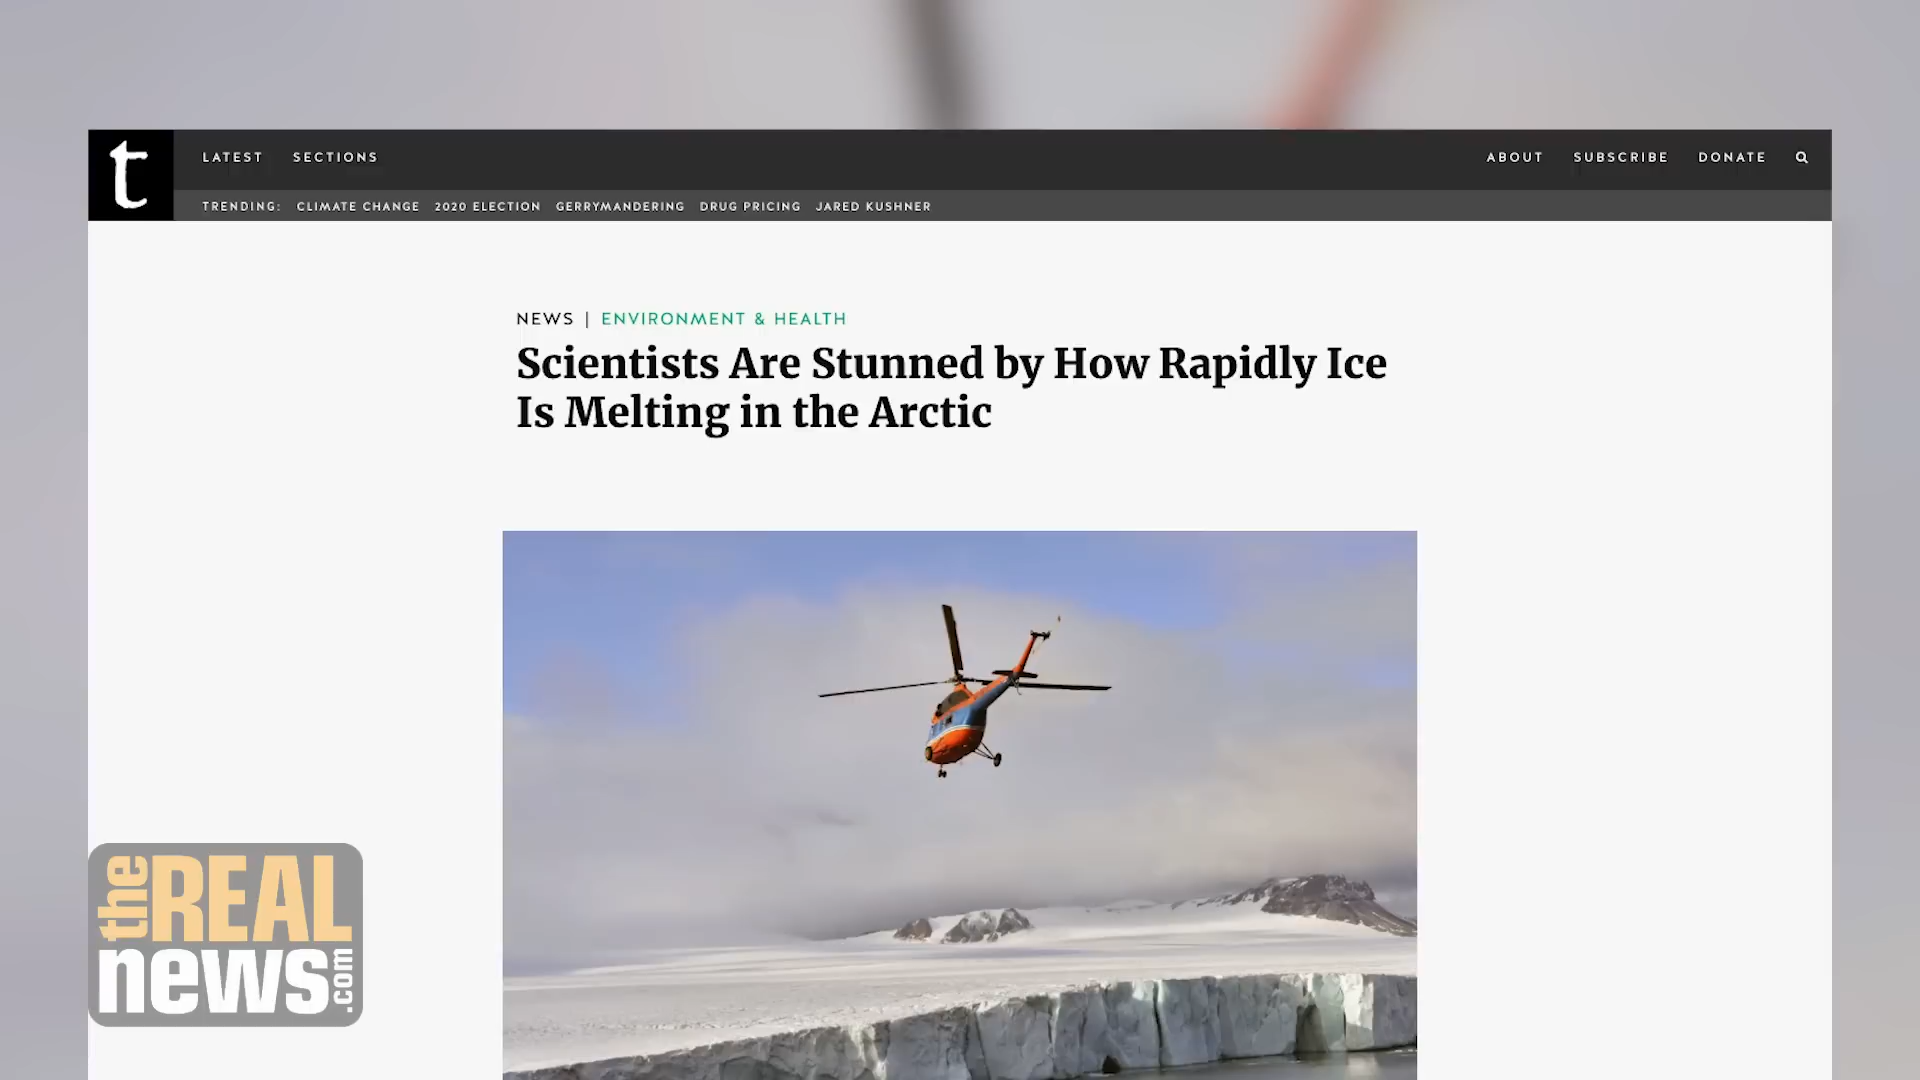 t
LATEST SECTIONS ABOUT SUBSCRIBE DONATE
TRENDING: CLIMATE CHANGE 2020 ELECTION GERRYMANDERING DRUG PRICING JARED KUSHNER
NEWS | ENVIRONMENT & HEALTH
Scientists Are Stunned by How Rapidly Ice
Is Melting in the Arctic
the REAL
news.com